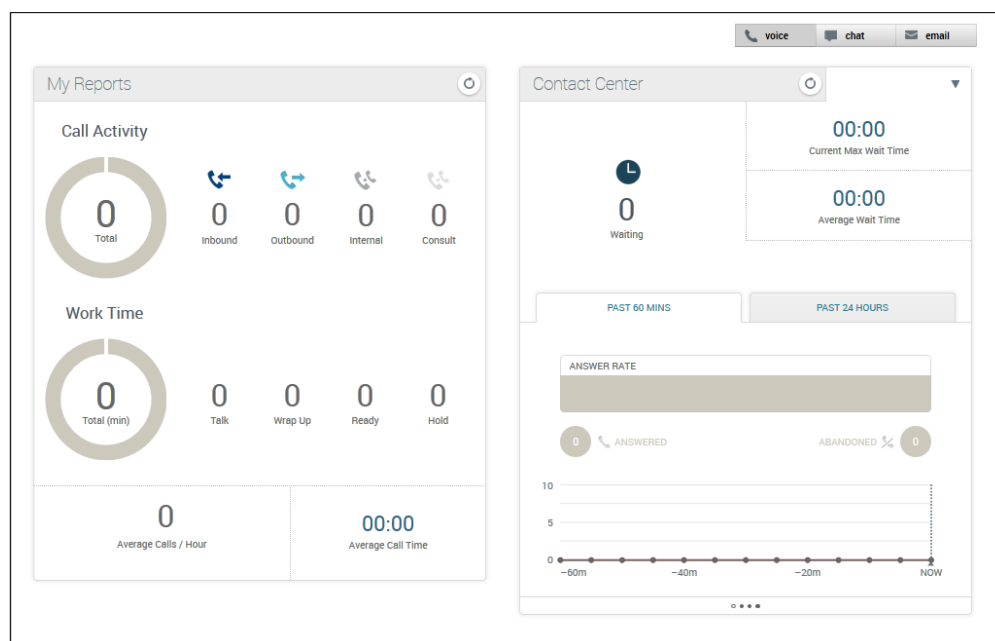 voice chat email
My Reports
Call Activity
0
Total
0 0 0 0
Inbound Outbound Internal Consult
Work Time
0
Total (min)
0 0 0 0
Talk Wrap Up Ready Hold
0
Average Calls / Hour
00:00
Average Call Time
Contact Center
0
Waiting
00:00
Current Max Wait Time
00:00
Average Wait Time
PAST 60 MINS PAST 24 HOURS
ANSWER RATE
0 ANSWERED ABANDONED 0
10
5
0
−60m −40m −20m NOW